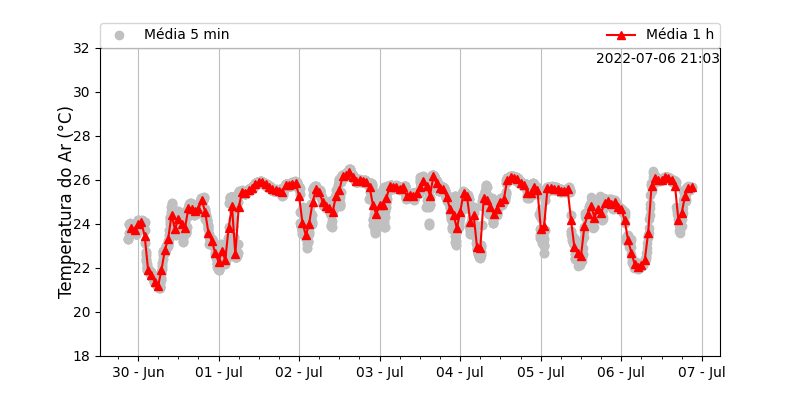 Média 5 min
Média 1 h
2022-07-06 21:03
Temperatura do Ar (°C)
32
30
28
26
24
22
20
18
30 - Jun
01 - Jul
02 - Jul
03 - Jul
04 - Jul
05 - Jul
06 - Jul
07 - Jul